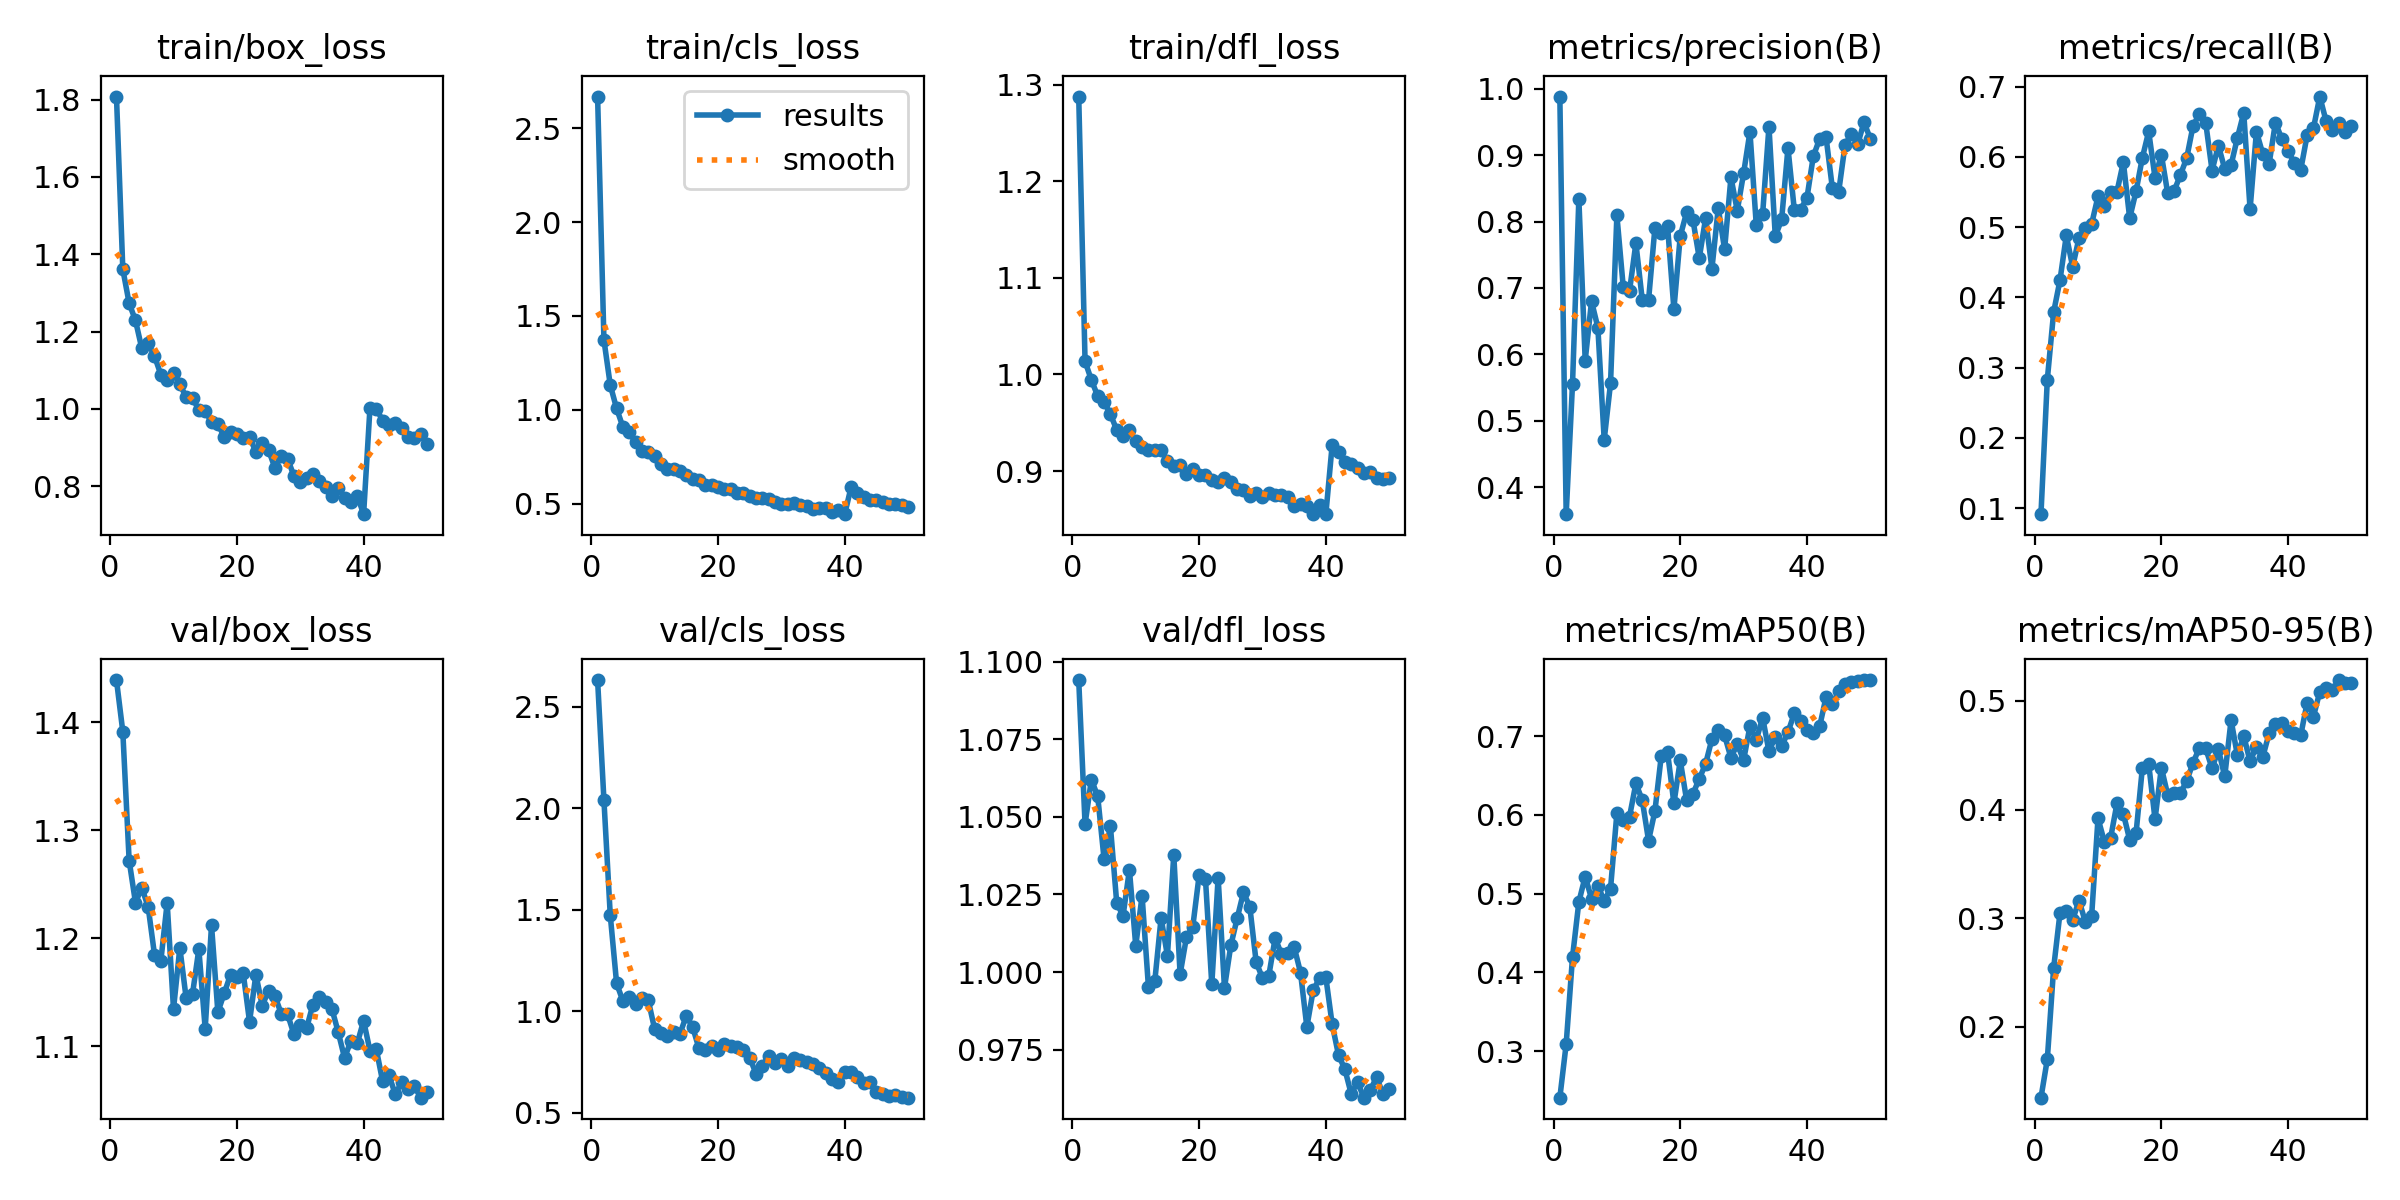 train/box_loss
1.8
1.6
1.4
1.2
1.0
0.8
0 20 40
train/cls_loss
results
smooth
2.5
2.0
1.5
1.0
0.5
0 20 40
train/dfl_loss
1.3
1.2
1.1
1.0
0.9
0 20 40
metrics/precision(B)
1.0
0.9
0.8
0.7
0.6
0.5
0.4
0 20 40
metrics/recall(B)
0.7
0.6
0.5
0.4
0.3
0.2
0.1
0 20 40
val/box_loss
1.4
1.3
1.2
1.1
0 20 40
val/cls_loss
2.5
2.0
1.5
1.0
0.5
0 20 40
val/dfl_loss
1.100
1.075
1.050
1.025
1.000
0.975
0 20 40
metrics/mAP50(B)
0.7
0.6
0.5
0.4
0.3
0 20 40
metrics/mAP50-95(B)
0.5
0.4
0.3
0.2
0 20 40